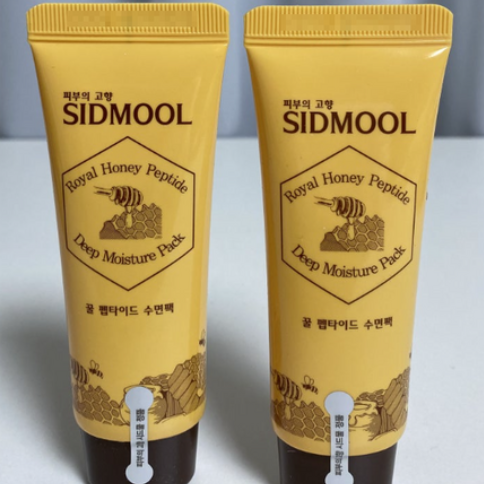 피부의 고향
SIDMOOL
Royal Honey Peptide
Deep Moisture Pack
꿀 펩타이드 수면팩
피부의 고향
SIDMOOL
Royal Honey Peptide
Deep Moisture Pack
꿀 펩타이드 수면팩